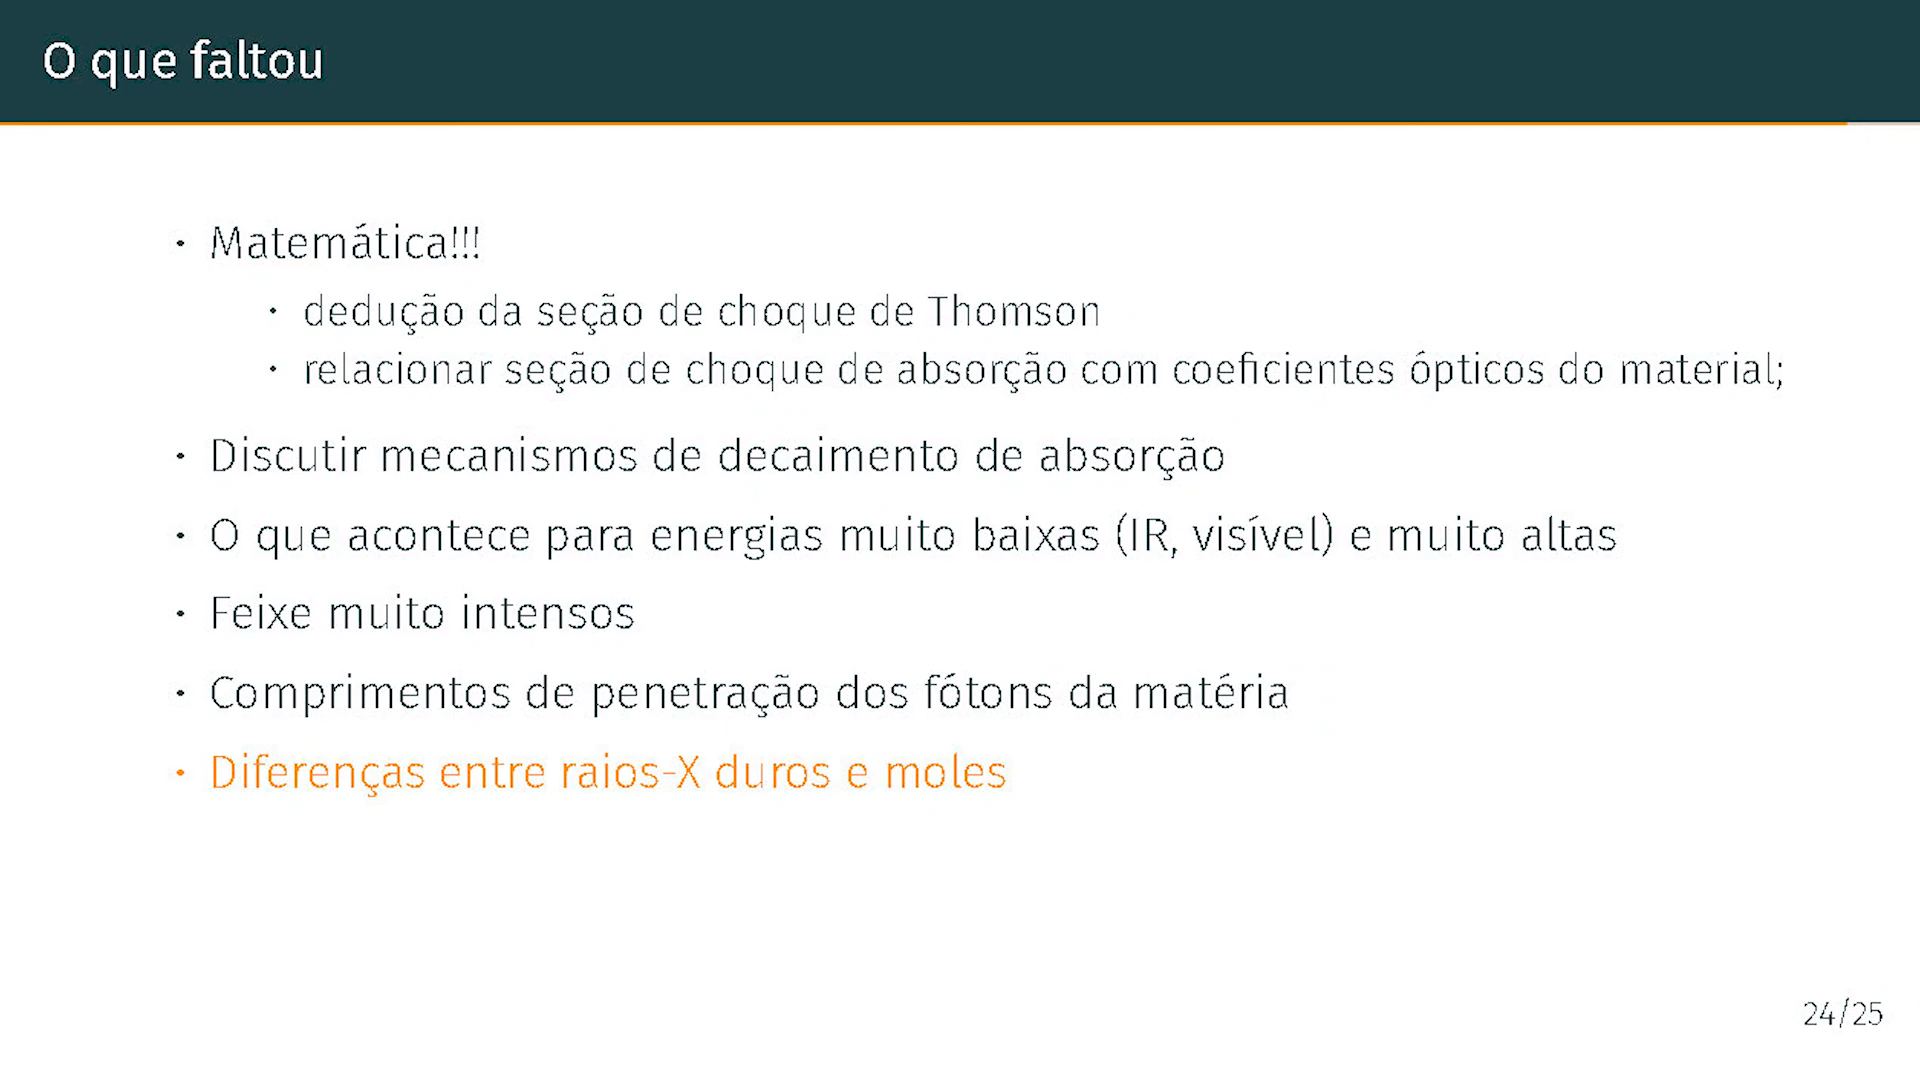 O que faltou
• Matemática!!!
• dedução da seção de choque de Thomson
• relacionar seção de choque de absorção com coeficientes ópticos do material;
• Discutir mecanismos de decaimento de absorção
• O que acontece para energias muito baixas (IR, visível) e muito altas
• Feixe muito intensos
• Comprimentos de penetração dos fótons da matéria
• Diferenças entre raios-X duros e moles
24/25